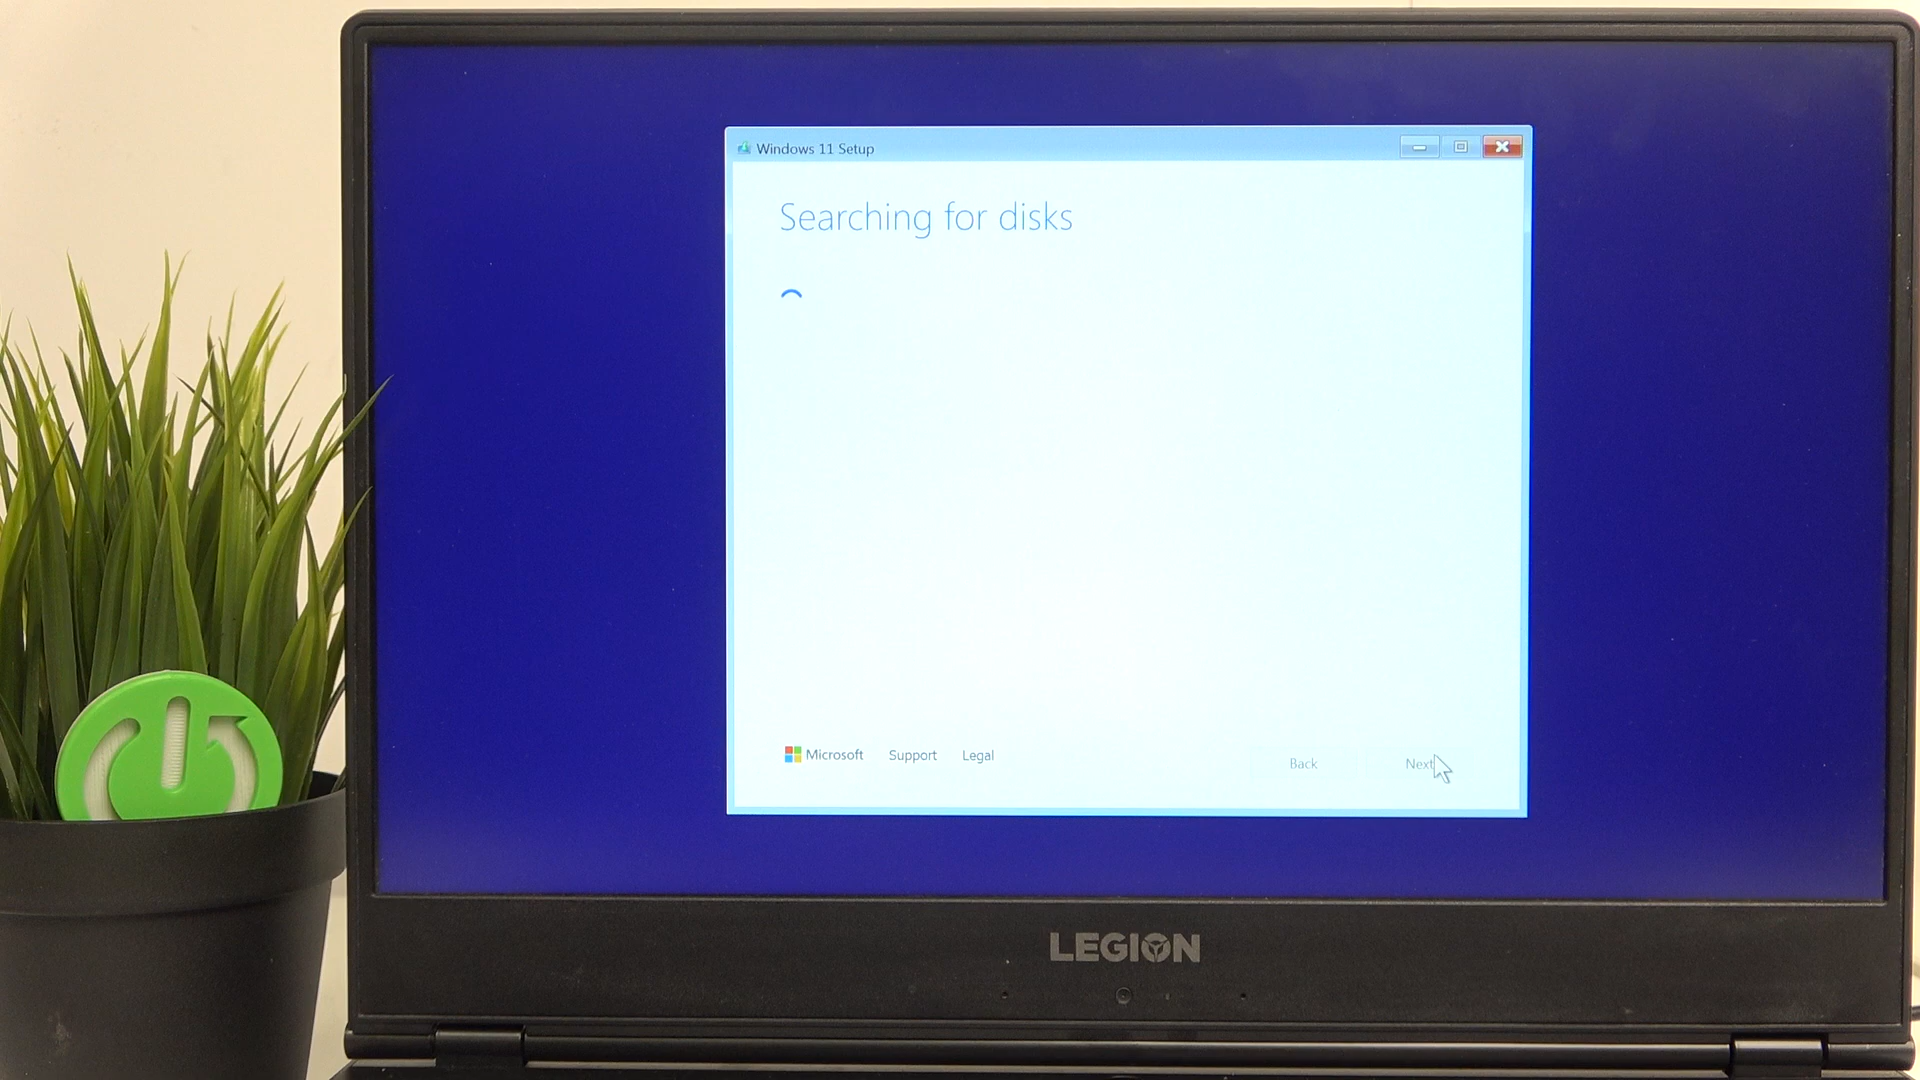 Windows 11 Setup
Searching for disks
Microsoft Support Legal
Back Next
LEGION